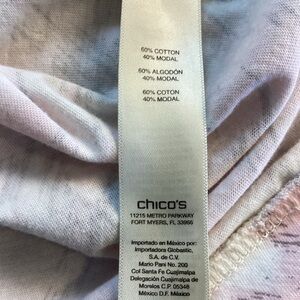 60% COTTON
40% MODAL
60% ALGODÓN
40% MODAL
60% COTON
40% MODAL
chico's
11215 METRO PARKWAY
FORT MYERS, FL 33966
Importado en México por:
Importadora Globastic,
S.A. de C.V.
Mario Pani No. 200
Col Santa Fe Cuajimalpa
Delegación Cuajimalpa de
Morelos C.P. 05348
México D.F. México